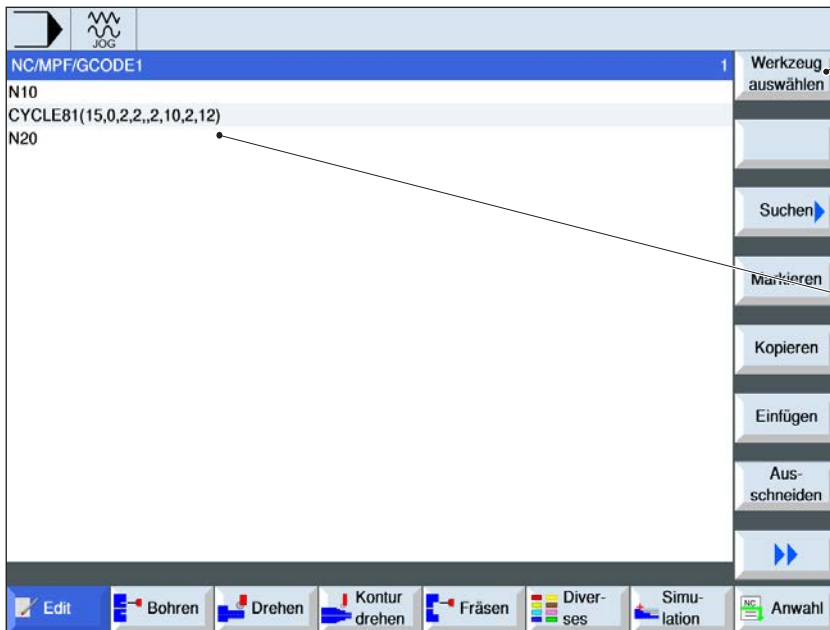 JOG
NC/MPF/GCODE1 1
N10
CYCLE81(15,0,2,2,,2,10,2,12)
N20
Werkzeug
auswählen
Suchen
Markieren
Kopieren
Einfügen
Aus-
schneiden
Edit
Bohren
Drehen
Kontur
drehen
Fräsen
Diver-
ses
Simu-
lation
NC
Anwahl